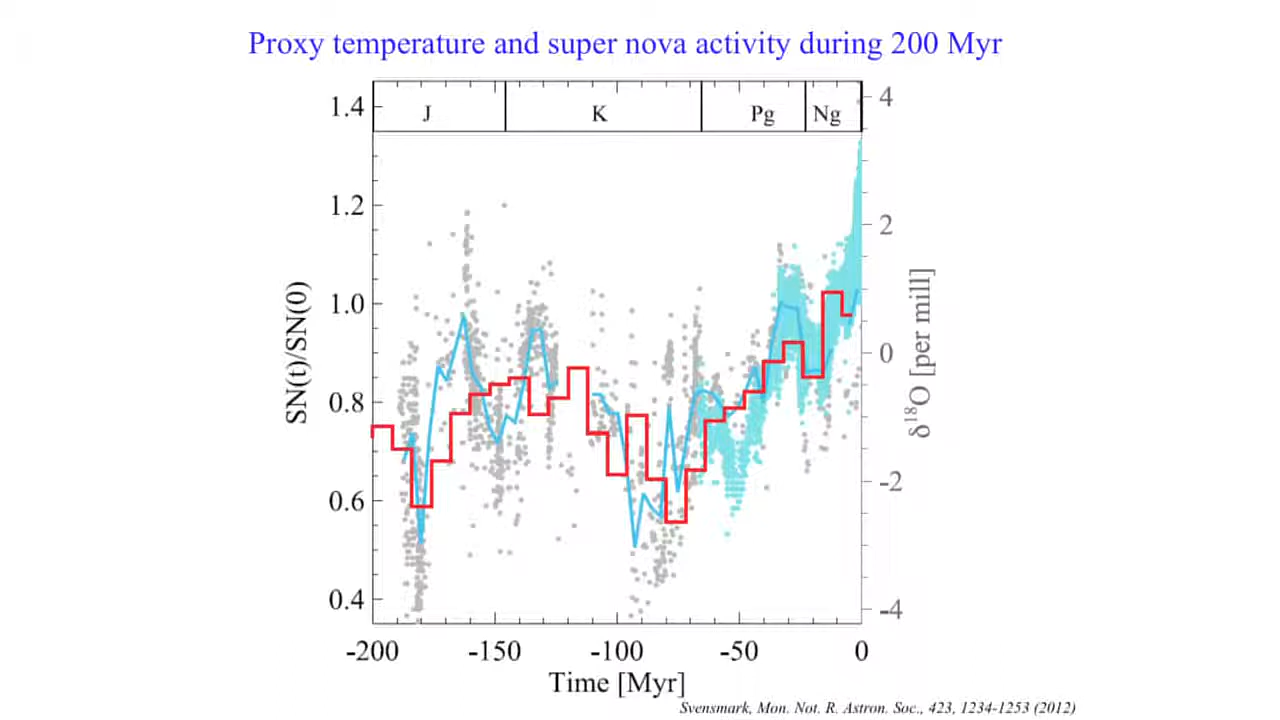 Proxy temperature and super nova activity during 200 Myr
J K Pg Ng
1.4
1.2
1.0
0.8
0.6
0.4
SN(t)/SN(0)
4
2
0
-2
-4
δ¹⁸O [per mill]
-200 -150 -100 -50 0
Time [Myr]
Svensmark, Mon. Not. R. Astron. Soc., 423, 1234-1253 (2012)